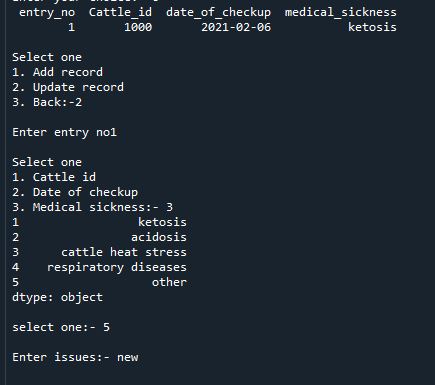 entry_no  Cattle_id  date_of_checkup  medical_sickness
1       1000       2021-02-06           ketosis
Select one
1. Add record
2. Update record
3. Back:-2
Enter entry no1
Select one
1. Cattle id
2. Date of checkup
3. Medical sickness:- 3
1                 ketosis
2                acidosis
3      cattle heat stress
4    respiratory diseases
5                   other
dtype: object
select one:- 5
Enter issues:- new